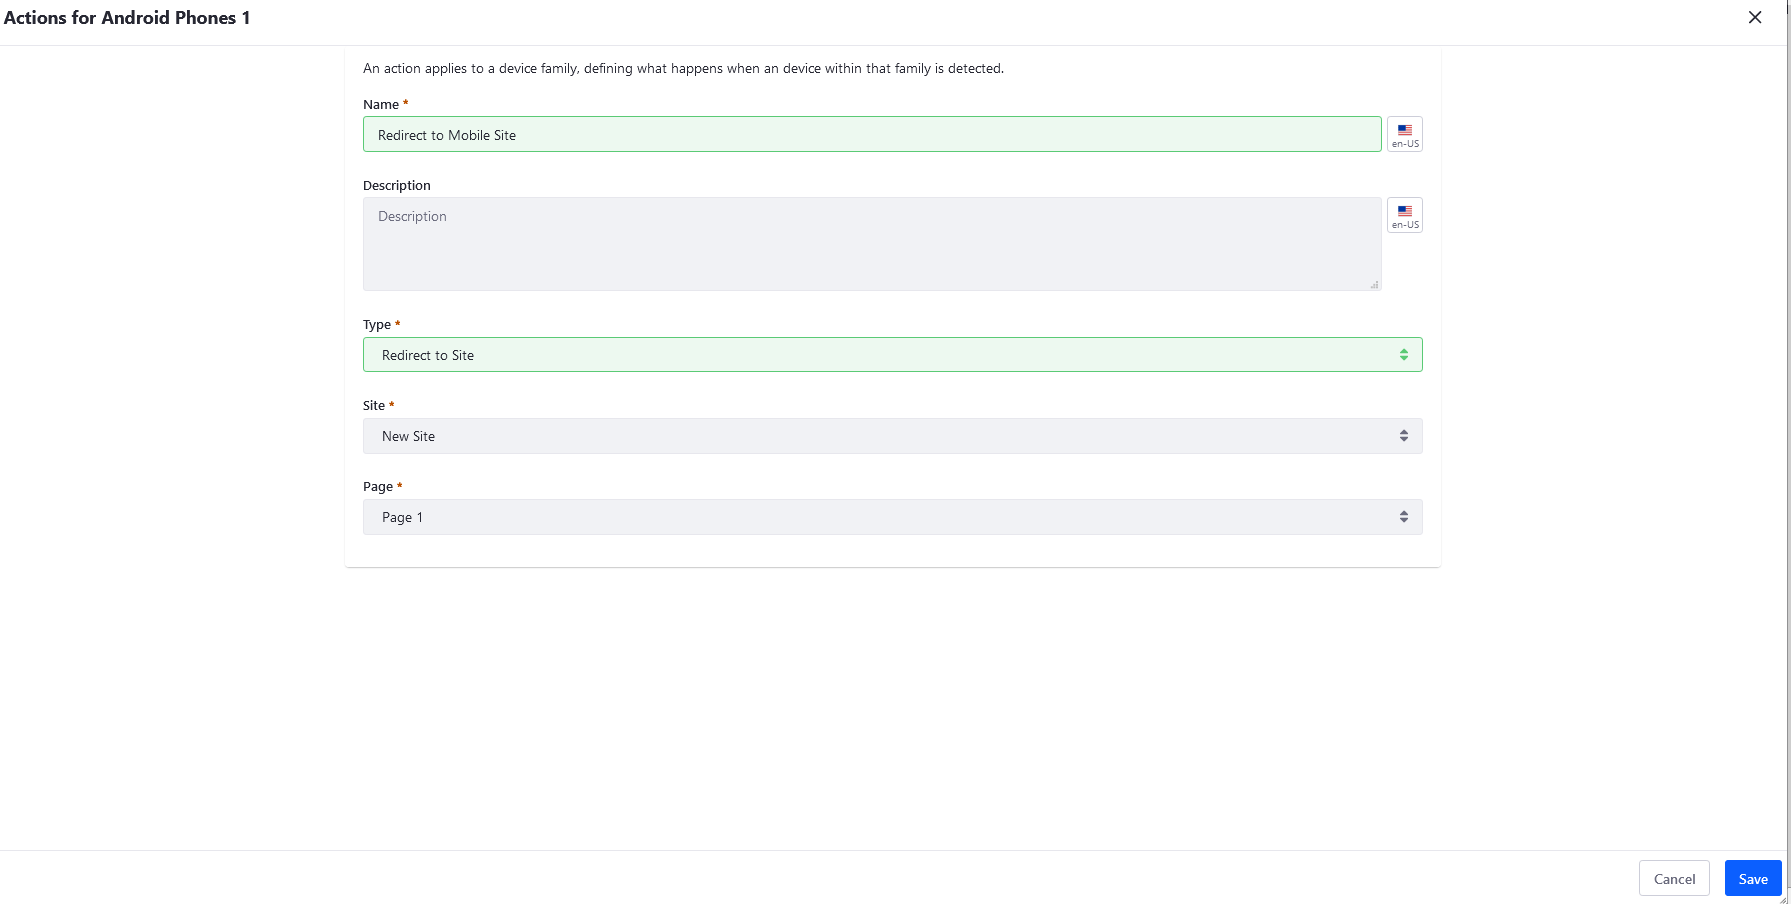 Actions for Android Phones 1
An action applies to a device family, defining what happens when an device within that family is detected.
Name *
Redirect to Mobile Site
en-US
Description
Description
en-US
Type *
Redirect to Site
Site *
New Site
Page *
Page 1
Cancel
Save